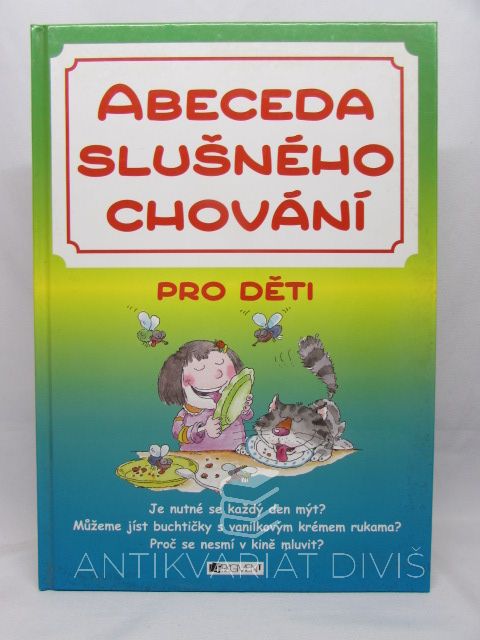 ABECEDA
SLUŠNÉHO
CHOVÁNÍ
PRO DĚTI
Je nutné se každý den mýt?
Můžeme jíst buchtičky s vanilkovým krémem rukama?
Proč se nesmí v kině mluvit?
ANTIKVARIAT DIVIŠ
FRAGMENT